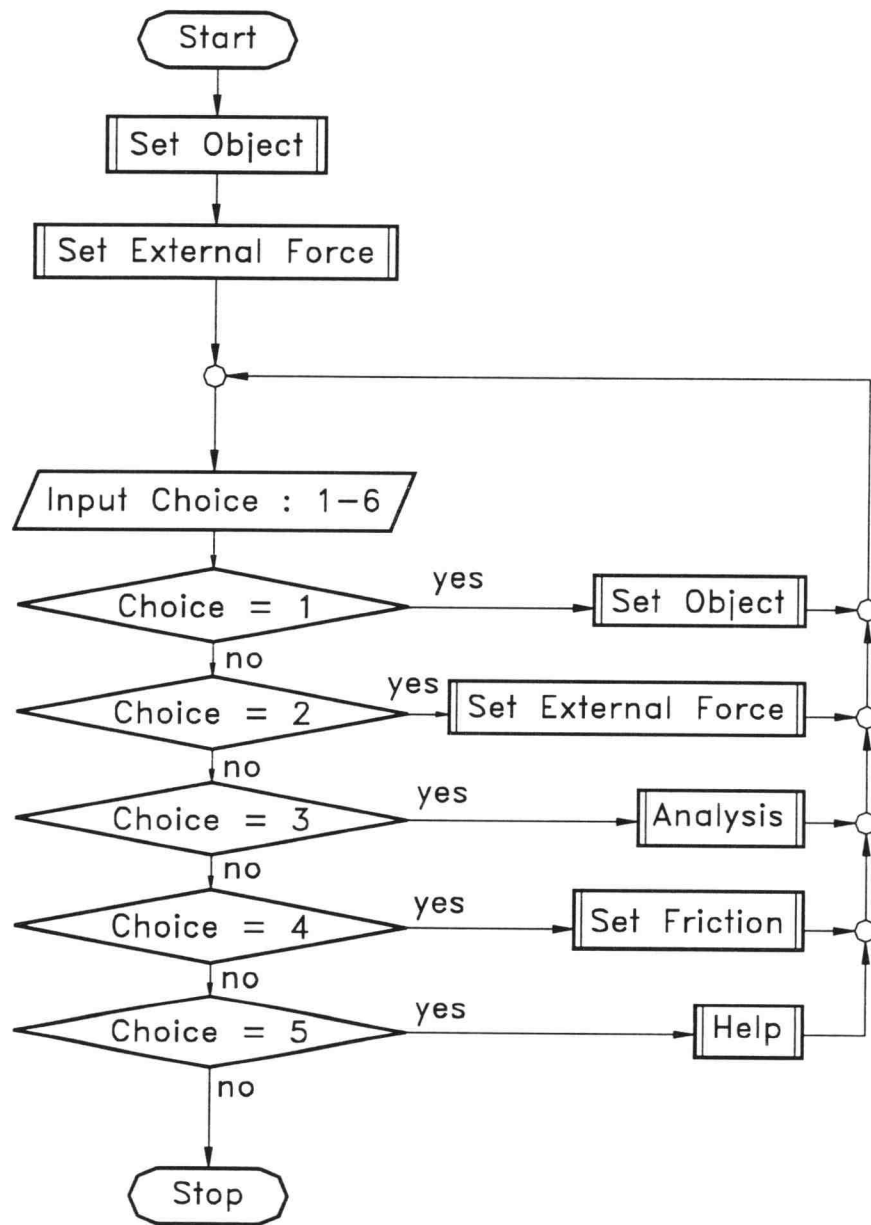 Start
Set Object
Set External Force
Input Choice : 1-6
Choice = 1
yes
Set Object
no
Choice = 2
yes
Set External Force
no
Choice = 3
yes
Analysis
no
Choice = 4
yes
Set Friction
no
Choice = 5
yes
Help
no
Stop